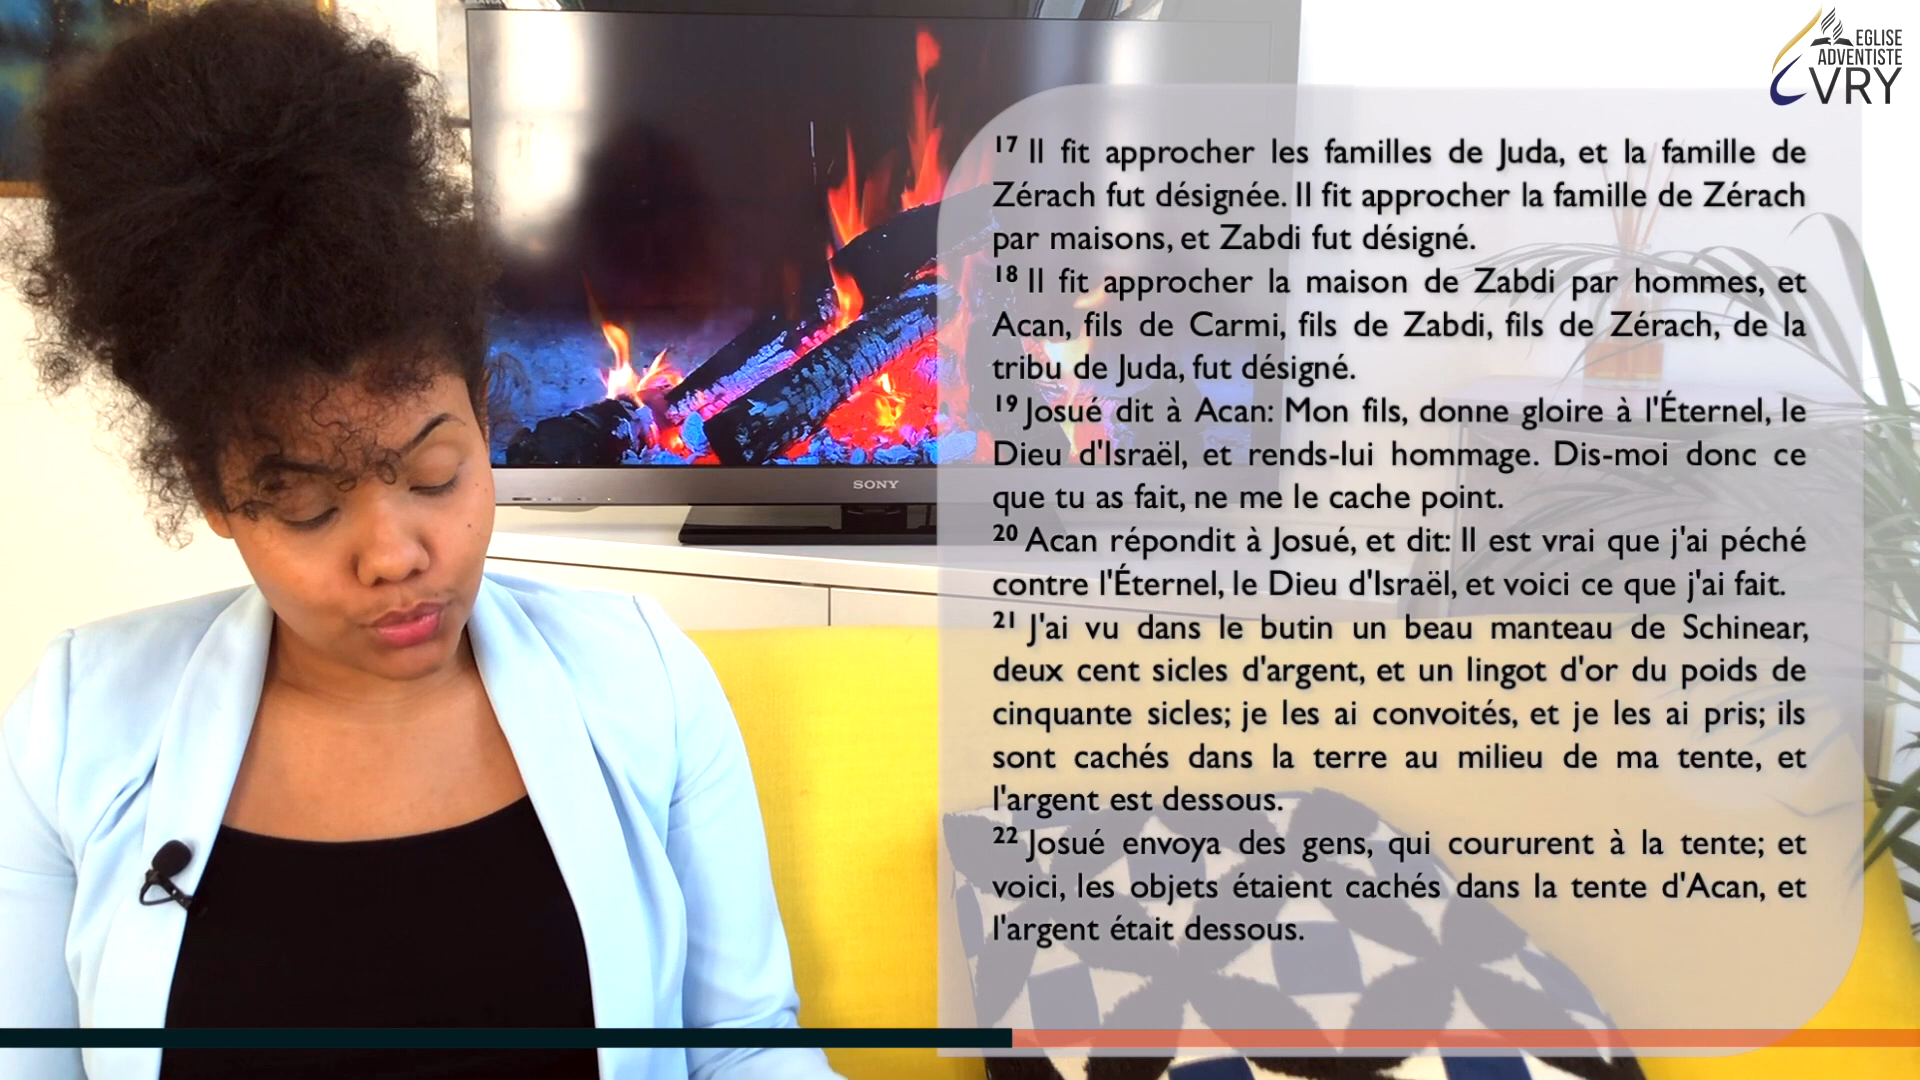 EGLISE
ADVENTISTE
VRY
17 Il fit approcher les familles de Juda, et la famille de
Zérach fut désignée. Il fit approcher la famille de Zérach
par maisons, et Zabdi fut désigné.
18 Il fit approcher la maison de Zabdi par hommes, et
Acan, fils de Carmi, fils de Zabdi, fils de Zérach, de la
tribu de Juda, fut désigné.
19 Josué dit à Acan: Mon fils, donne gloire à l'Éternel, le
Dieu d'Israël, et rends-lui hommage. Dis-moi donc ce
que tu as fait, ne me le cache point.
20 Acan répondit à Josué, et dit: Il est vrai que j'ai péché
contre l'Éternel, le Dieu d'Israël, et voici ce que j'ai fait.
21 J'ai vu dans le butin un beau manteau de Schinear,
deux cent sicles d'argent, et un lingot d'or du poids de
cinquante sicles; je les ai convoités, et je les ai pris; ils
sont cachés dans la terre au milieu de ma tente, et
l'argent est dessous.
22 Josué envoya des gens, qui coururent à la tente; et
voici, les objets étaient cachés dans la tente d'Acan, et
l'argent était dessous.
SONY